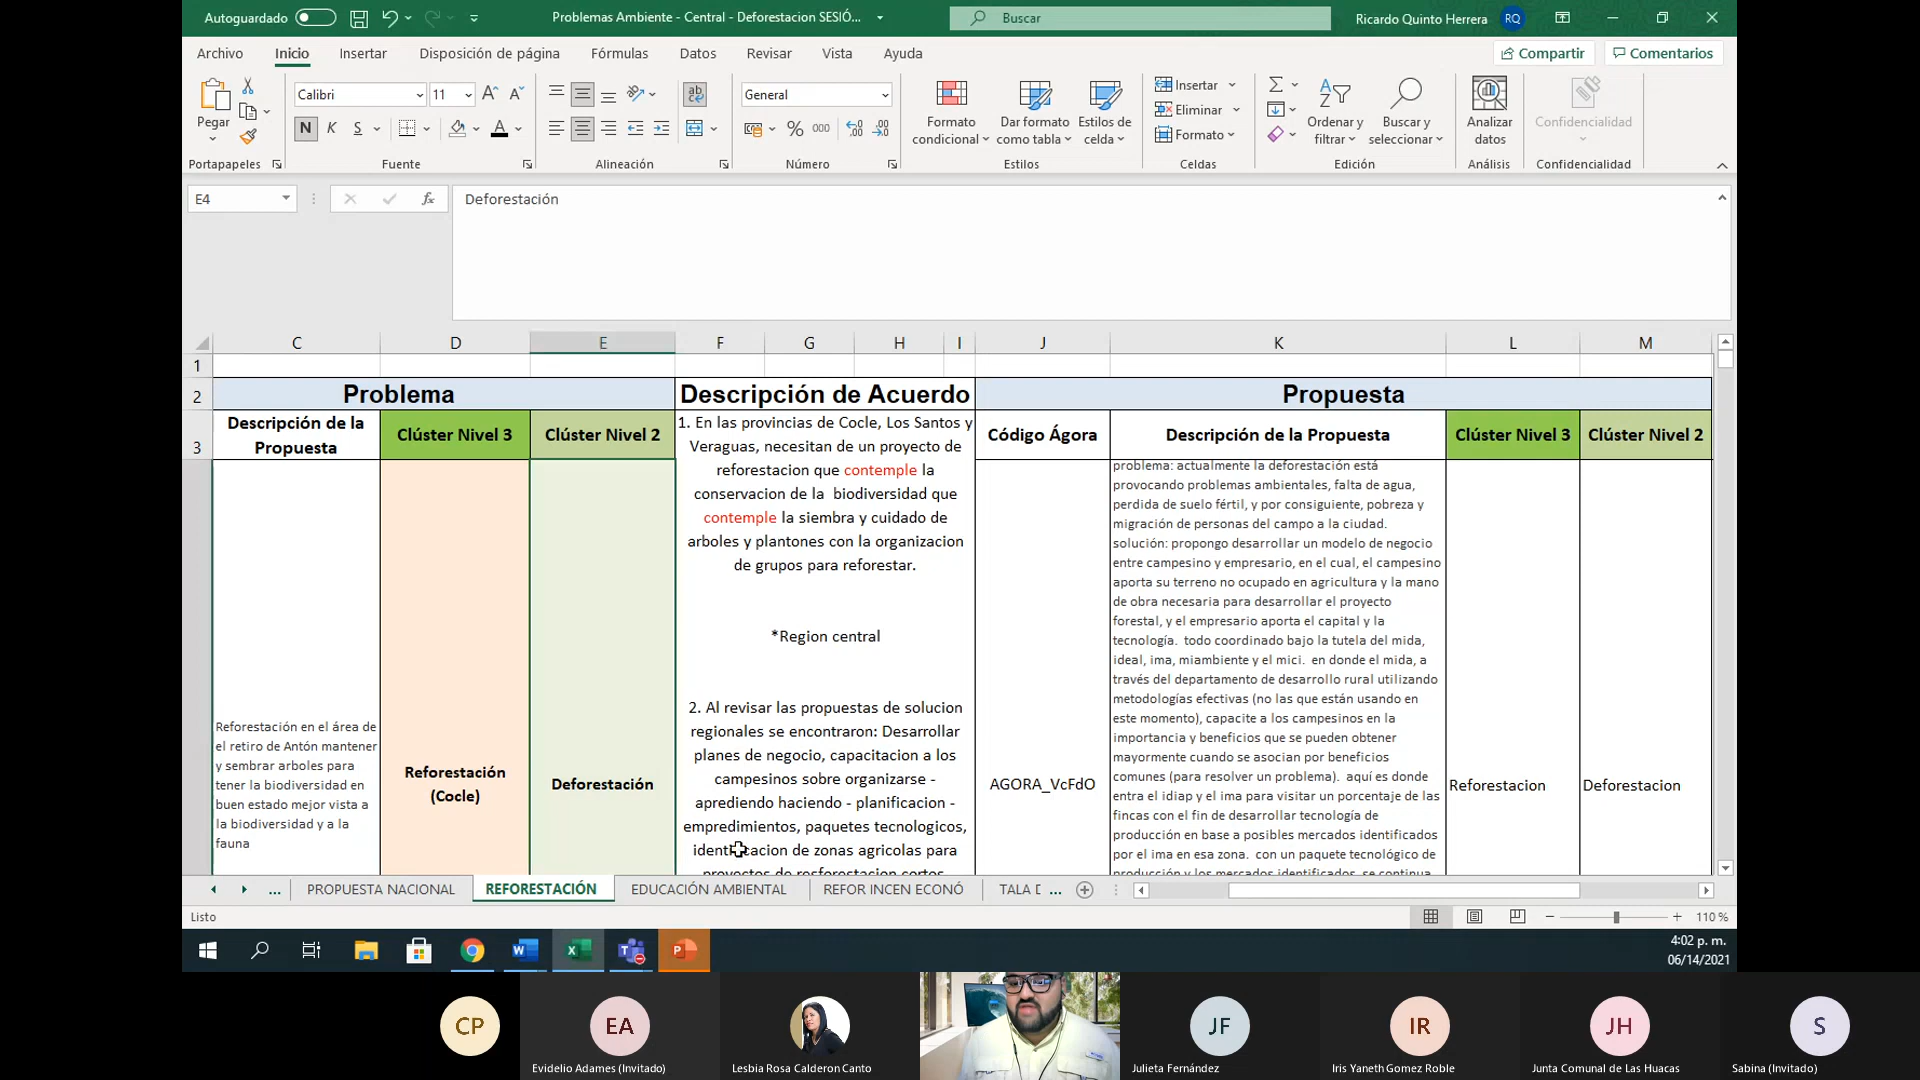 Autoguardado
Problemas Ambiente - Central - Deforestacion SESIÓ...
Buscar
Ricardo Quinto Herrera
RQ
Archivo
Inicio
Insertar
Disposición de página
Fórmulas
Datos
Revisar
Vista
Ayuda
Compartir
Comentarios
Pegar
Calibri
11
N
K
S
General
Formato condicional
Dar formato como tabla
Estilos de celda
Insertar
Eliminar
Formato
Ordenar y filtrar
Buscar y seleccionar
Analizar datos
Confidencialidad
Portapapeles
Fuente
Alineación
Número
Estilos
Celdas
Edición
Análisis
Confidencialidad
E4
fx
Deforestación
C
D
E
F
G
H
I
J
K
L
M
1
2
Problema
Descripción de Acuerdo
Propuesta
3
Descripción de la
Propuesta
Clúster Nivel 3
Clúster Nivel 2
1. En las provincias de Cocle, Los Santos y
Veraguas, necesitan de un proyecto de
reforestacion que contemple la
conservacion de la  biodiversidad que
contemple la siembra y cuidado de
arboles y plantones con la organizacion
de grupos para reforestar.
*Region central
2. Al revisar las propuestas de solucion
regionales se encontraron: Desarrollar
planes de negocio, capacitacion a los
campesinos sobre organizarse -
aprediendo haciendo - planificacion -
empredimientos, paquetes tecnologicos,
identificacion de zonas agricolas para
proyectos de resforestacion cortos
Código Ágora
Descripción de la Propuesta
Clúster Nivel 3
Clúster Nivel 2
Reforestación en el área de
el retiro de Antón mantener
y sembrar arboles para
tener la biodiversidad en
buen estado mejor vista a
la biodiversidad y a la
fauna
Reforestación
(Cocle)
Deforestación
AGORA_VcFdO
problema: actualmente la deforestación está
provocando problemas ambientales, falta de agua,
perdida de suelo fértil, y por consiguiente, pobreza y
migración de personas del campo a la ciudad.
solución: propongo desarrollar un modelo de negocio
entre campesino y empresario, en el cual, el campesino
aporta su terreno no ocupado en agricultura y la mano
de obra necesaria para desarrollar el proyecto
forestal, y el empresario aporta el capital y la
tecnología.  todo coordinado bajo la tutela del mida,
ideal, ima, miambiente y el mici.  en donde el mida, a
través del departamento de desarrollo rural utilizando
metodologías efectivas (no las que están usando en
este momento), capacite a los campesinos en la
importancia y beneficios que se pueden obtener
mayormente cuando se asocian por beneficios
comunes (para resolver un problema).  aquí es donde
entra el idiap y el ima para visitar un porcentaje de las
fincas con el fin de desarrollar tecnología de
producción en base a posibles mercados identificados
por el ima en esa zona.  con un paquete tecnológico de
producción y los mercados identificados, se continua
Reforestacion
Deforestacion
...
PROPUESTA NACIONAL
REFORESTACIÓN
EDUCACIÓN AMBIENTAL
REFOR INCEN ECONÓ
TALA D ...
Listo
110 %
4:02 p. m.
06/14/2021
CP
EA
Evidelio Adames (Invitado)
Lesbia Rosa Calderon Canto
JF
Julieta Fernández
IR
Iris Yaneth Gomez Roble
JH
Junta Comunal de Las Huacas
S
Sabina (Invitado)